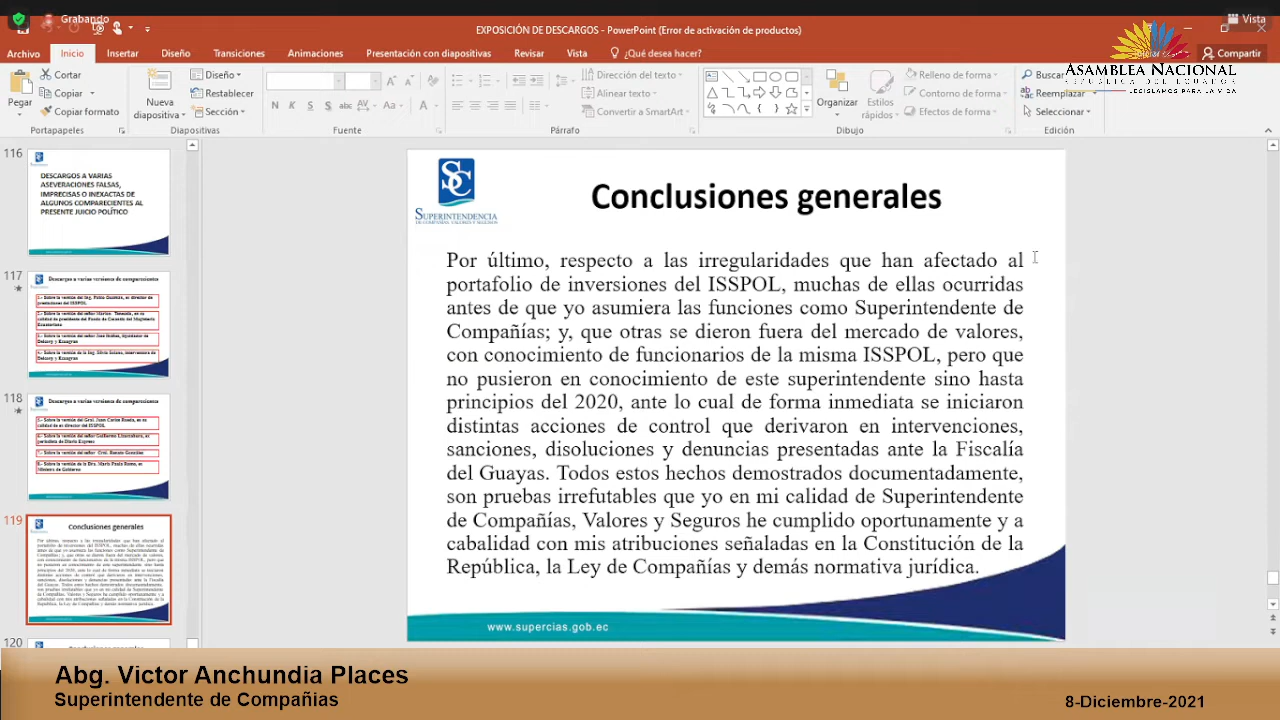 Grabando
Vista
EXPOSICIÓN DE DESCARGOS - PowerPoint (Error de activación de productos)
Archivo Inicio Insertar Diseño Transiciones Animaciones Presentación con diapositivas Revisar Vista ¿Qué desea hacer? Compartir
ASAMBLEA NACIONAL
Pegar
Cortar
Copiar
Copiar formato
Portapapeles
Nueva
diapositiva
Diseño
Restablecer
Sección
Diapositivas
N K S S abc AV Aa A
Fuente
Dirección del texto
Alinear texto
Convertir a SmartArt
Párrafo
Organizar
Estilos
rápidos
Relleno de forma
Contorno de forma
Efectos de forma
Dibujo
Buscar
Reemplazar
Seleccionar
Edición
116
DESCARGOS A VARIAS
ASEVERACIONES FALSAS,
IMPRECISAS O INEXACTAS DE
ALGUNOS COMPARECIENTES AL
PRESENTE JUICIO POLÍTICO
117
118
119
Conclusiones generales
120
SC
SUPERINTENDENCIA
DE COMPAÑÍAS, VALORES Y SEGUROS
Conclusiones generales
Por último, respecto a las irregularidades que han afectado al
portafolio de inversiones del ISSPOL, muchas de ellas ocurridas
antes de que yo asumiera las funciones como Superintendente de
Compañías; y, que otras se dieron fuera del mercado de valores,
con conocimiento de funcionarios de la misma ISSPOL, pero que
no pusieron en conocimiento de este superintendente sino hasta
principios del 2020, ante lo cual de forma inmediata se iniciaron
distintas acciones de control que derivaron en intervenciones,
sanciones, disoluciones y denuncias presentadas ante la Fiscalía
del Guayas. Todos estos hechos demostrados documentadamente,
son pruebas irrefutables que yo en mi calidad de Superintendente
de Compañías, Valores y Seguros he cumplido oportunamente y a
cabalidad con mis atribuciones señaladas en la Constitución de la
República, la Ley de Compañías y demás normativa jurídica.
www.supercias.gob.ec
Abg. Victor Anchundia Places
Superintendente de Compañias
8-Diciembre-2021